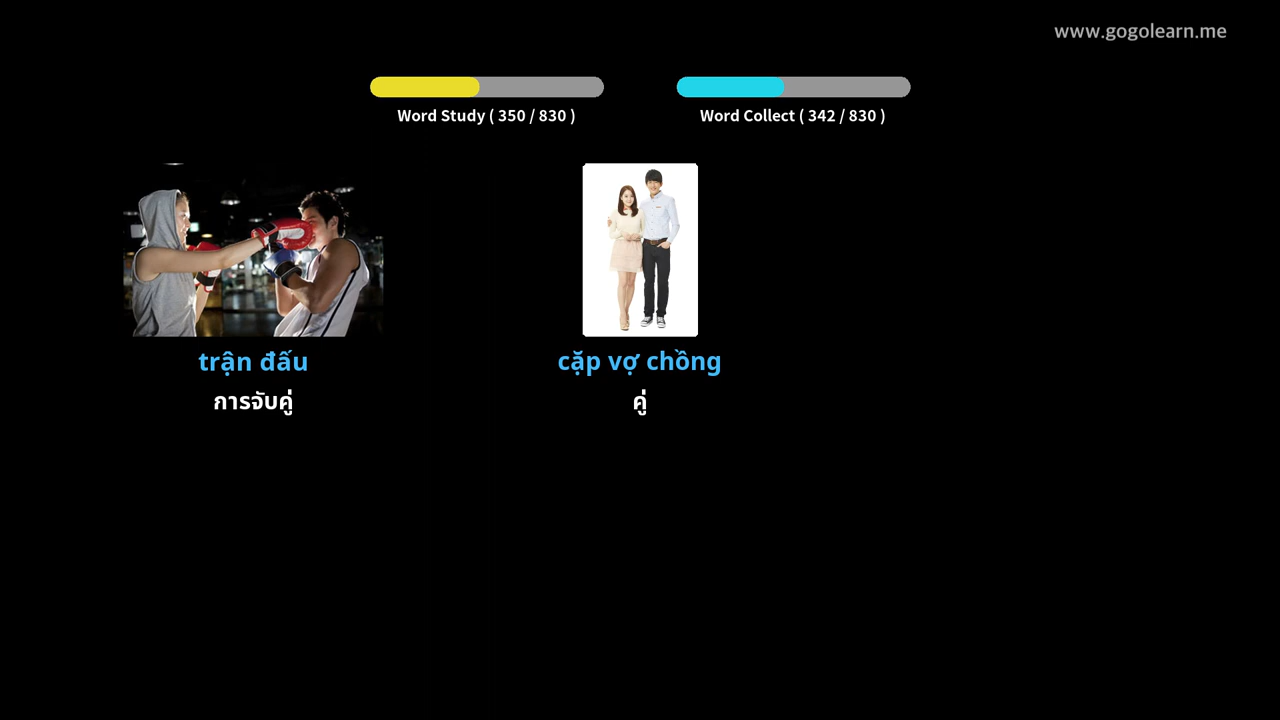 www.gogolearn.me
Word Study ( 350 / 830 )
Word Collect ( 342 / 830 )
trận đấu
การจับคู่
cặp vợ chồng
คู่